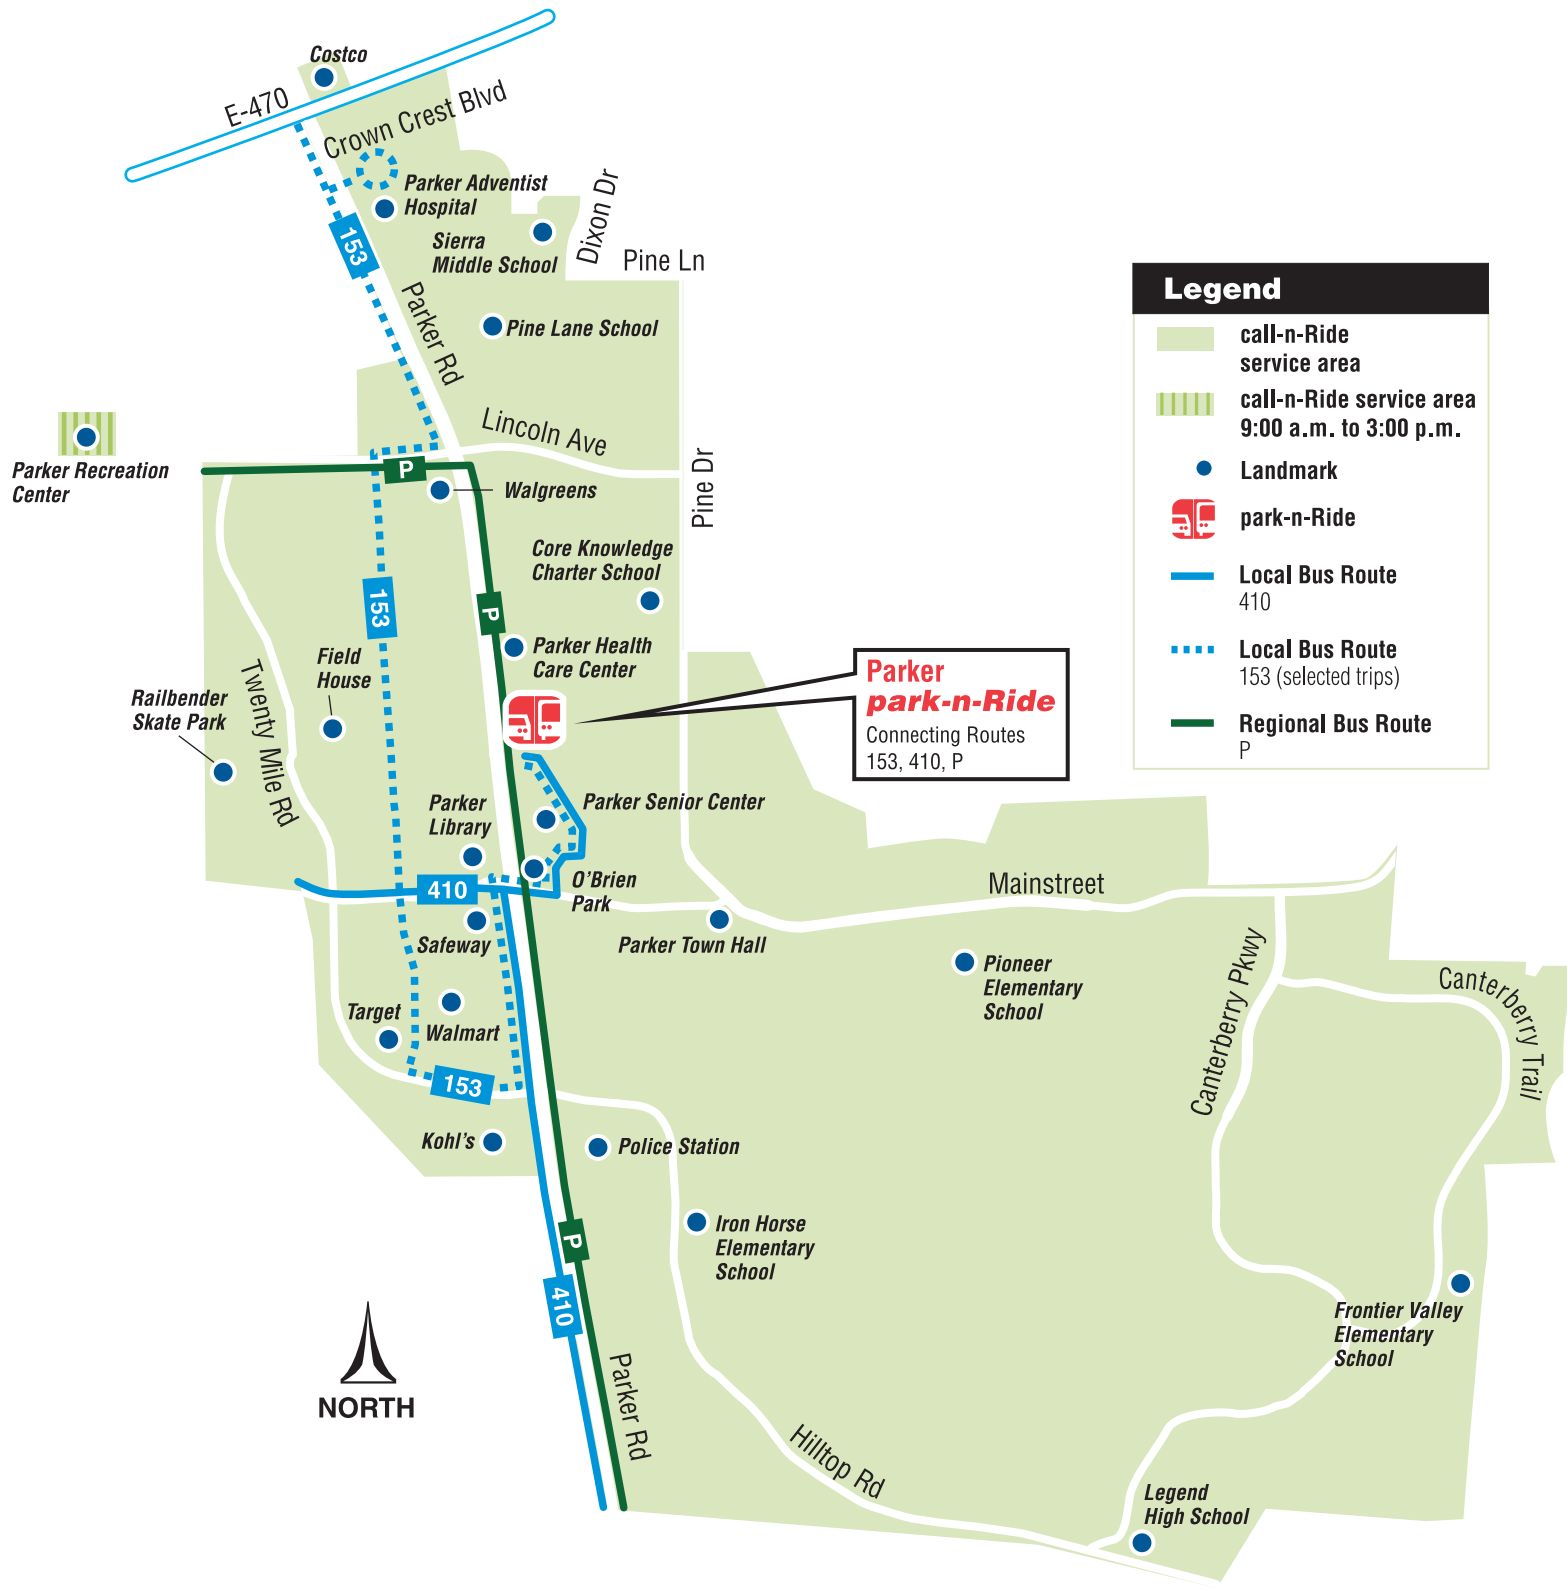 Costco
E-470
Crown Crest Blvd
Parker Adventist
Hospital
153
Sierra
Middle School
Dixon Dr
Pine Ln
Parker Rd
Pine Lane School
Legend
call-n-Ride
service area
call-n-Ride service area
9:00 a.m. to 3:00 p.m.
Landmark
park-n-Ride
Local Bus Route
410
Local Bus Route
153 (selected trips)
Regional Bus Route
P
Lincoln Ave
Parker Recreation
Center
P
Walgreens
Pine Dr
Core Knowledge
Charter School
153
P
Parker Health
Care Center
Field
House
Twenty Mile Rd
Railbender
Skate Park
Parker
park-n-Ride
Connecting Routes
153, 410, P
Parker
Library
Parker Senior Center
410
O'Brien
Park
Mainstreet
Safeway
Parker Town Hall
Pioneer
Elementary
School
Canterberry Pkwy
Canterberry Trail
Target
Walmart
153
Kohl's
Police Station
Iron Horse
Elementary
School
P
410
Frontier Valley
Elementary
School
Parker Rd
NORTH
Hilltop Rd
Legend
High School